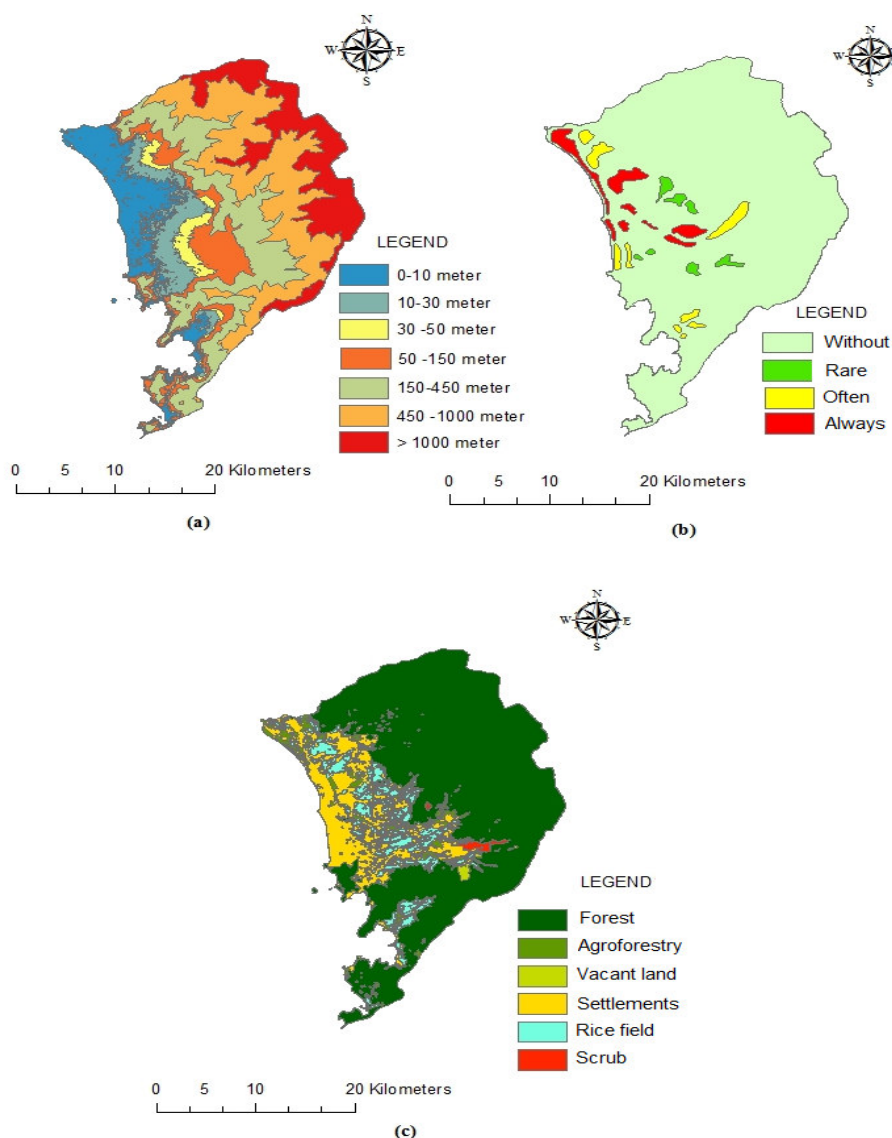 N
W
E
S
LEGEND
0-10 meter
10-30 meter
30 -50 meter
50 -150 meter
150-450 meter
450 -1000 meter
> 1000 meter
0 5 10 20 Kilometers
(a)
N
W
E
S
LEGEND
Without
Rare
Often
Always
0 5 10 20 Kilometers
(b)
N
W
E
S
LEGEND
Forest
Agroforestry
Vacant land
Settlements
Rice field
Scrub
0 5 10 20 Kilometers
(c)